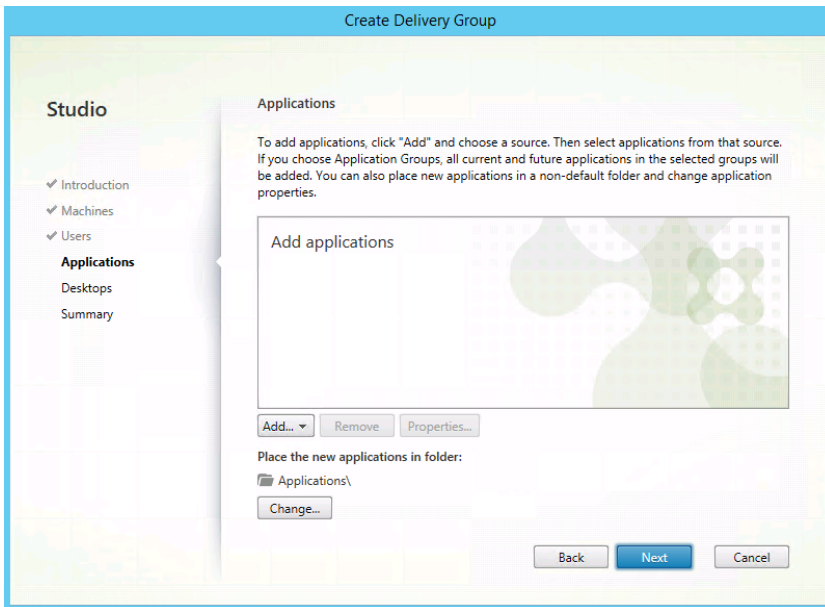 Create Delivery Group
Studio
Introduction
Machines
Users
Applications
Desktops
Summary
Applications
To add applications, click "Add" and choose a source. Then select applications from that source.
If you choose Application Groups, all current and future applications in the selected groups will
be added. You can also place new applications in a non-default folder and change application
properties.
Add applications
Add...
Remove
Properties...
Place the new applications in folder:
Applications\
Change...
Back
Next
Cancel